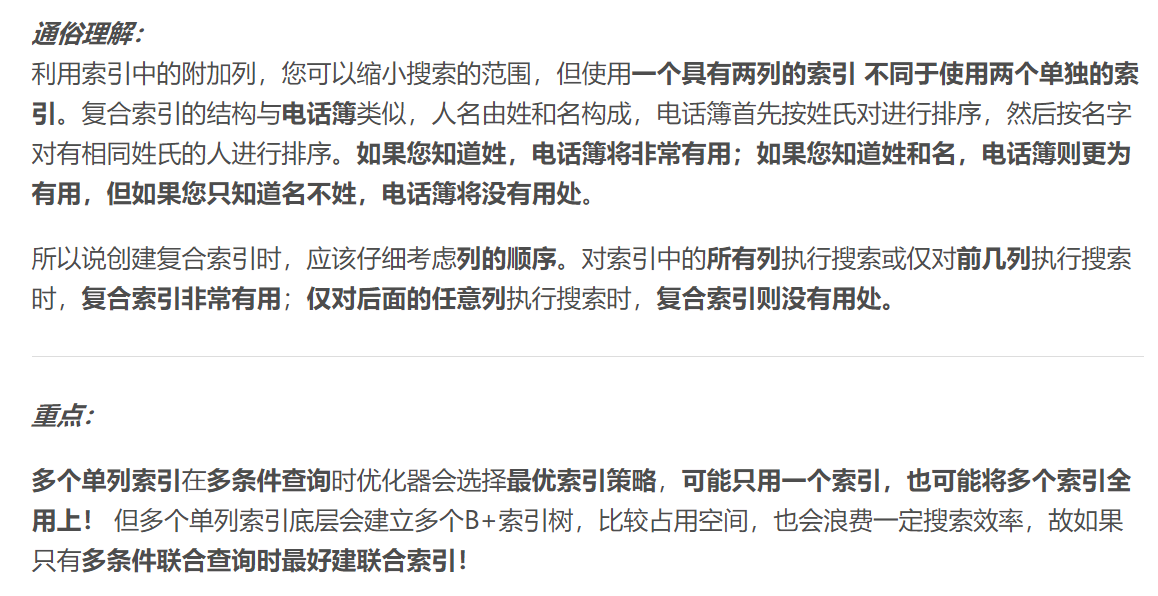 通俗理解：
利用索引中的附加列，您可以缩小搜索的范围，但使用一个具有两列的索引 不同于使用两个单独的索
引。复合索引的结构与电话簿类似，人名由姓和名构成，电话簿首先按姓氏对进行排序，然后按名字
对有相同姓氏的人进行排序。如果您知道姓，电话簿将非常有用；如果您知道姓和名，电话簿则更为
有用，但如果您只知道名不姓，电话簿将没有用处。
所以说创建复合索引时，应该仔细考虑列的顺序。对索引中的所有列执行搜索或仅对前几列执行搜索
时，复合索引非常有用；仅对后面的任意列执行搜索时，复合索引则没有用处。
重点：
多个单列索引在多条件查询时优化器会选择最优索引策略，可能只用一个索引，也可能将多个索引全
用上！ 但多个单列索引底层会建立多个B+索引树，比较占用空间，也会浪费一定搜索效率，故如果
只有多条件联合查询时最好建联合索引！